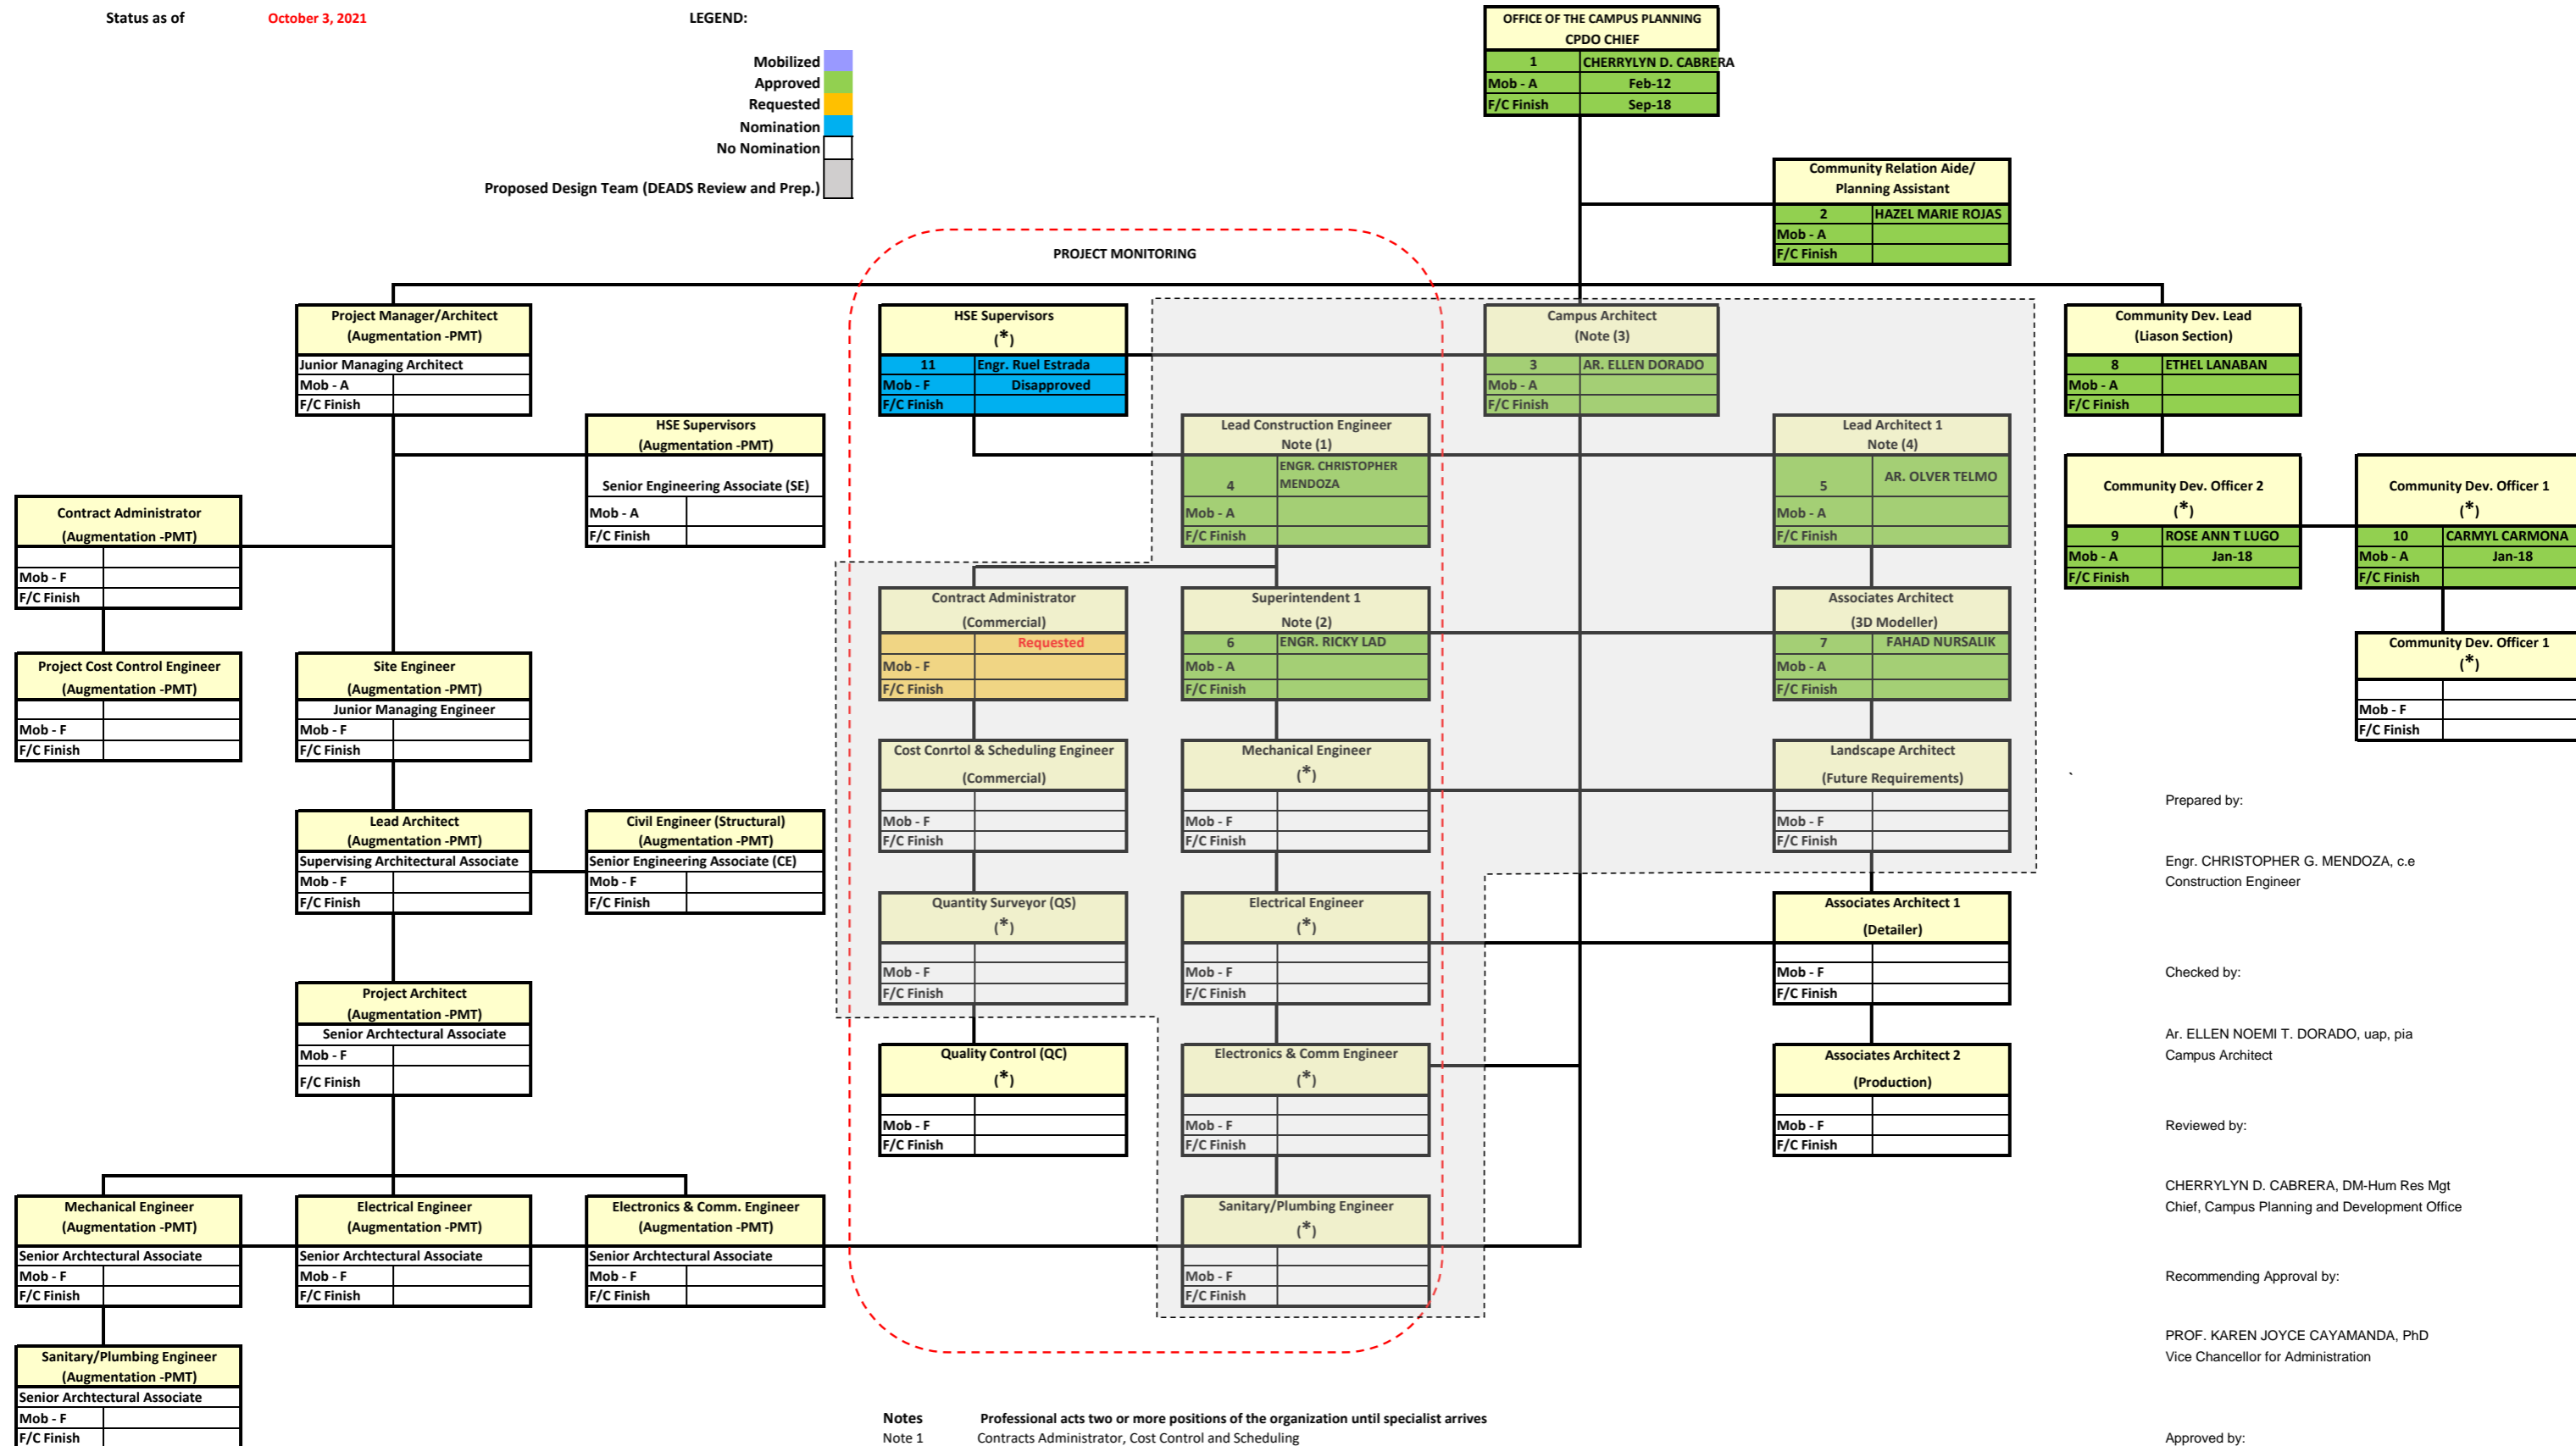 Status as of October 3, 2021
LEGEND:
Mobilized
Approved
Requested
Nomination
No Nomination
Proposed Design Team (DEADS Review and Prep.)
OFFICE OF THE CAMPUS PLANNING
CPDO CHIEF
1 CHERRYLYN D. CABRERA
Mob - A Feb-12
F/C Finish Sep-18
Community Relation Aide/
Planning Assistant
2 HAZEL MARIE ROJAS
Mob - A
F/C Finish
PROJECT MONITORING
Project Manager/Architect
(Augmentation -PMT)
Junior Managing Architect
Mob - A
F/C Finish
HSE Supervisors
(*)
11 Engr. Ruel Estrada
Mob - F Disapproved
F/C Finish
Campus Architect
(Note (3)
3 AR. ELLEN DORADO
Mob - A
F/C Finish
Community Dev. Lead
(Liason Section)
8 ETHEL LANABAN
Mob - A
F/C Finish
HSE Supervisors
(Augmentation -PMT)
Senior Engineering Associate (SE)
Mob - A
F/C Finish
Lead Construction Engineer
Note (1)
4 ENGR. CHRISTOPHER
MENDOZA
Mob - A
F/C Finish
Lead Architect 1
Note (4)
5 AR. OLVER TELMO
Mob - A
F/C Finish
Community Dev. Officer 2
(*)
9 ROSE ANN T LUGO
Mob - A Jan-18
F/C Finish
Community Dev. Officer 1
(*)
10 CARMYL CARMONA
Mob - A Jan-18
F/C Finish
Contract Administrator
(Augmentation -PMT)
Mob - F
F/C Finish
Contract Administrator
(Commercial)
Requested
Mob - F
F/C Finish
Superintendent 1
Note (2)
6 ENGR. RICKY LAD
Mob - A
F/C Finish
Associates Architect
(3D Modeller)
7 FAHAD NURSALIK
Mob - A
F/C Finish
Community Dev. Officer 1
(*)
Mob - F
F/C Finish
Project Cost Control Engineer
(Augmentation -PMT)
Mob - F
F/C Finish
Site Engineer
(Augmentation -PMT)
Junior Managing Engineer
Mob - F
F/C Finish
Cost Conrtol & Scheduling Engineer
(Commercial)
Mob - F
F/C Finish
Mechanical Engineer
(*)
Mob - F
F/C Finish
Landscape Architect
(Future Requirements)
Mob - F
F/C Finish
Lead Architect
(Augmentation -PMT)
Supervising Architectural Associate
Mob - F
F/C Finish
Civil Engineer (Structural)
(Augmentation -PMT)
Senior Engineering Associate (CE)
Mob - F
F/C Finish
Quantity Surveyor (QS)
(*)
Mob - F
F/C Finish
Electrical Engineer
(*)
Mob - F
F/C Finish
Associates Architect 1
(Detailer)
Mob - F
F/C Finish
Project Architect
(Augmentation -PMT)
Senior Archtectural Associate
Mob - F
F/C Finish
Quality Control (QC)
(*)
Mob - F
F/C Finish
Electronics & Comm Engineer
(*)
Mob - F
F/C Finish
Associates Architect 2
(Production)
Mob - F
F/C Finish
Mechanical Engineer
(Augmentation -PMT)
Senior Archtectural Associate
Mob - F
F/C Finish
Electrical Engineer
(Augmentation -PMT)
Senior Archtectural Associate
Mob - F
F/C Finish
Electronics & Comm. Engineer
(Augmentation -PMT)
Senior Archtectural Associate
Mob - F
F/C Finish
Sanitary/Plumbing Engineer
(*)
Mob - F
F/C Finish
Sanitary/Plumbing Engineer
(Augmentation -PMT)
Senior Archtectural Associate
Mob - F
F/C Finish
Notes Professional acts two or more positions of the organization until specialist arrives
Note 1 Contracts Administrator, Cost Control and Scheduling
`
Prepared by:
Engr. CHRISTOPHER G. MENDOZA, c.e
Construction Engineer
Checked by:
Ar. ELLEN NOEMI T. DORADO, uap, pia
Campus Architect
Reviewed by:
CHERRYLYN D. CABRERA, DM-Hum Res Mgt
Chief, Campus Planning and Development Office
Recommending Approval by:
PROF. KAREN JOYCE CAYAMANDA, PhD
Vice Chancellor for Administration
Approved by: